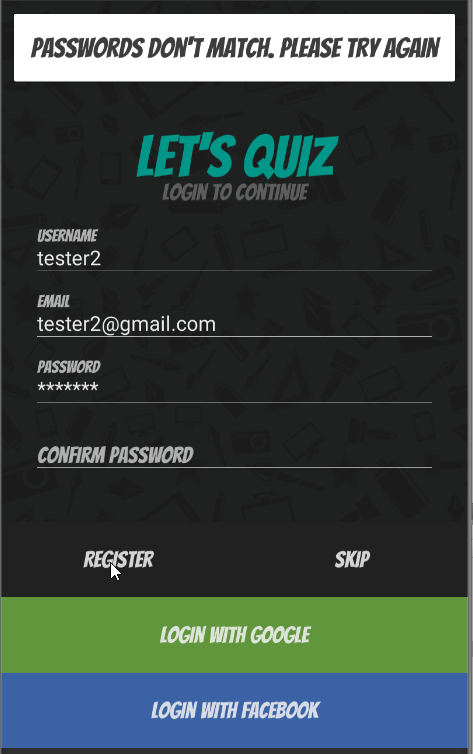 PASSWORDS DON'T MATCH. PLEASE TRY AGAIN
LET'S QUIZ
LOGIN TO CONTINUE
USERNAME
tester2
EMAIL
tester2@gmail.com
PASSWORD
*******
CONFIRM PASSWORD
REGISTER SKIP
LOGIN WITH GOOGLE
LOGIN WITH FACEBOOK